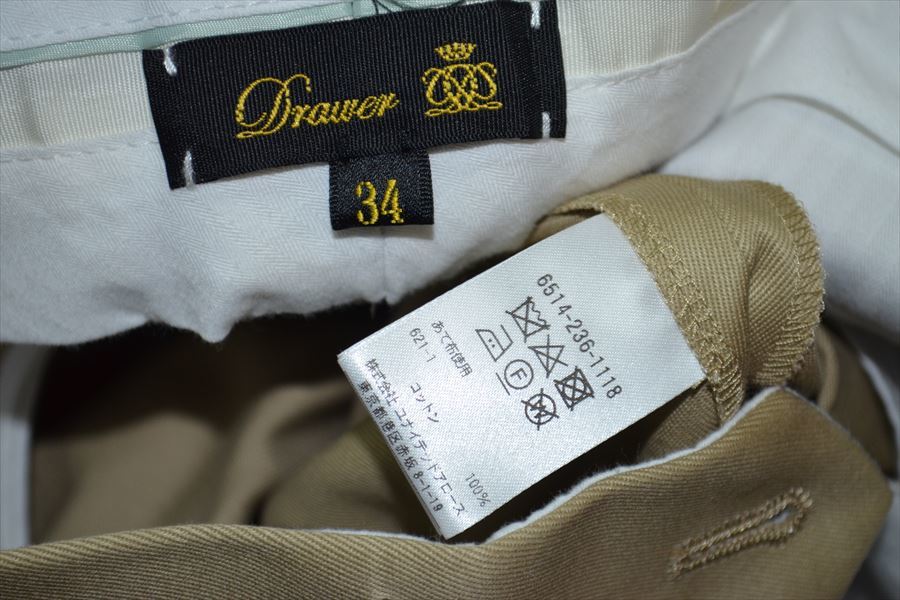 Drawer
34
6514-236-1118
F
あて布使用
621-1
コットン 100%
株式会社 ユナイテッドアローズ
東京都港区赤坂 8-1-19